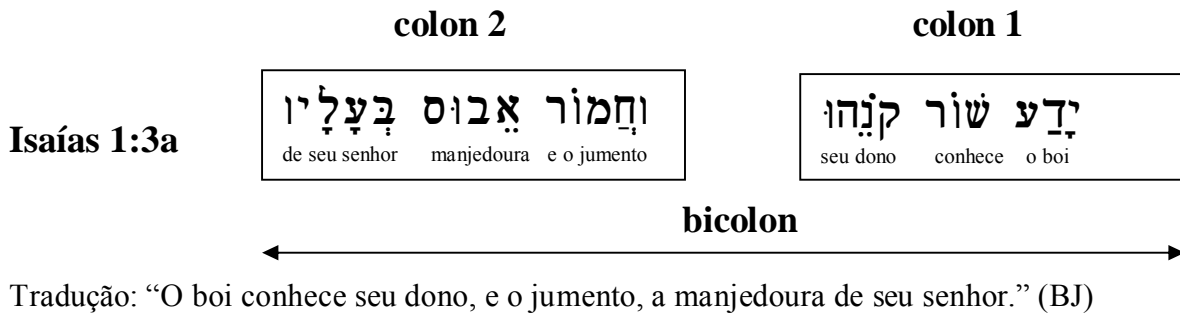 colon 2 colon 1
Isaías 1:3a
יָדַע שׁוֹר קֹנֵהוּ
seu dono conhece o boi
וַחֲמוֹר אֵבוּס בְּעָלָיו
de seu senhor manjedoura e o jumento
bicolon
Tradução: “O boi conhece seu dono, e o jumento, a manjedoura de seu senhor.” (BJ)